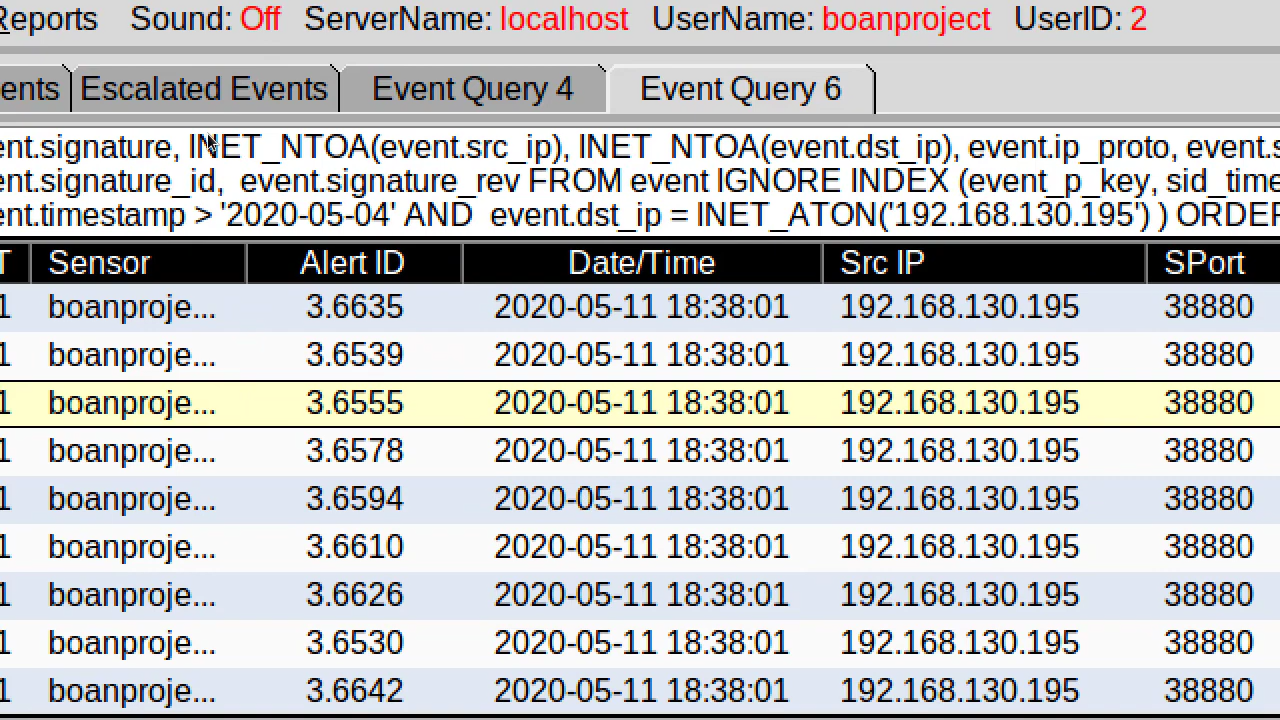 Reports Sound: Off ServerName: localhost UserName: boanproject UserID: 2
ents Escalated Events Event Query 4 Event Query 6
ent.signature, INET_NTOA(event.src_ip), INET_NTOA(event.dst_ip), event.ip_proto, event.s
ent.signature_id, event.signature_rev FROM event IGNORE INDEX (event_p_key, sid_time
ent.timestamp > '2020-05-04' AND event.dst_ip = INET_ATON('192.168.130.195') ) ORDER
T Sensor Alert ID Date/Time Src IP SPort
1 boanproje... 3.6635 2020-05-11 18:38:01 192.168.130.195 38880
1 boanproje... 3.6539 2020-05-11 18:38:01 192.168.130.195 38880
1 boanproje... 3.6555 2020-05-11 18:38:01 192.168.130.195 38880
1 boanproje... 3.6578 2020-05-11 18:38:01 192.168.130.195 38880
1 boanproje... 3.6594 2020-05-11 18:38:01 192.168.130.195 38880
1 boanproje... 3.6610 2020-05-11 18:38:01 192.168.130.195 38880
1 boanproje... 3.6626 2020-05-11 18:38:01 192.168.130.195 38880
1 boanproje... 3.6530 2020-05-11 18:38:01 192.168.130.195 38880
1 boanproje... 3.6642 2020-05-11 18:38:01 192.168.130.195 38880